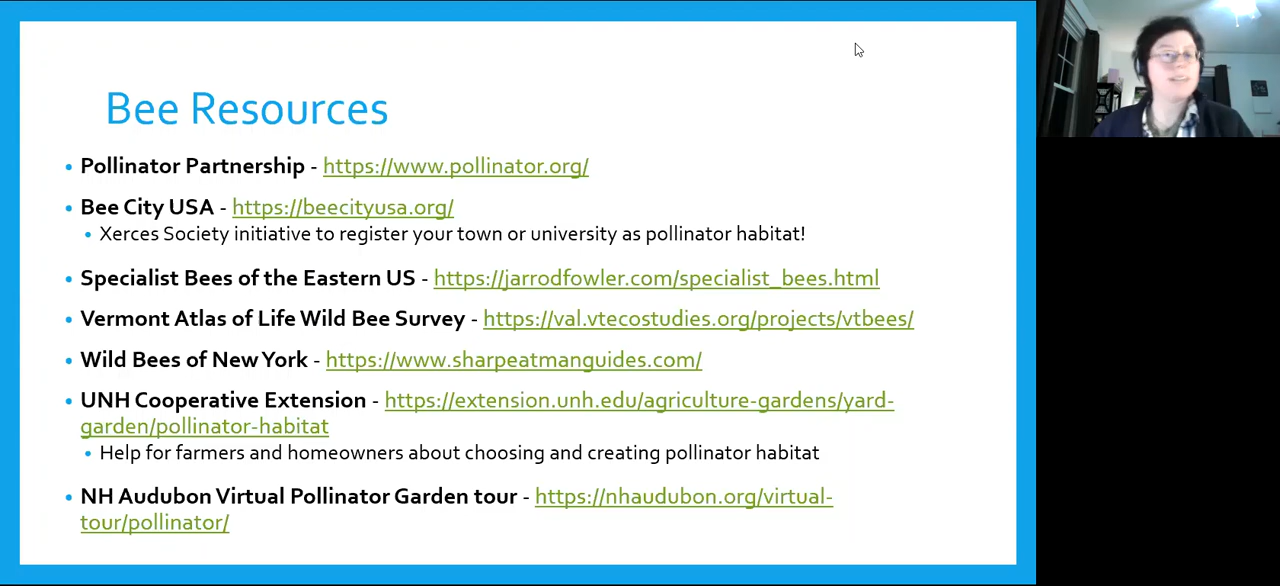 Bee Resources
• Pollinator Partnership - https://www.pollinator.org/
• Bee City USA - https://beecityusa.org/
• Xerces Society initiative to register your town or university as pollinator habitat!
• Specialist Bees of the Eastern US - https://jarrodfowler.com/specialist_bees.html
• Vermont Atlas of Life Wild Bee Survey - https://val.vtecostudies.org/projects/vtbees/
• Wild Bees of New York - https://www.sharpeatmanguides.com/
• UNH Cooperative Extension - https://extension.unh.edu/agriculture-gardens/yard-
garden/pollinator-habitat
• Help for farmers and homeowners about choosing and creating pollinator habitat
• NH Audubon Virtual Pollinator Garden tour - https://nhaudubon.org/virtual-
tour/pollinator/